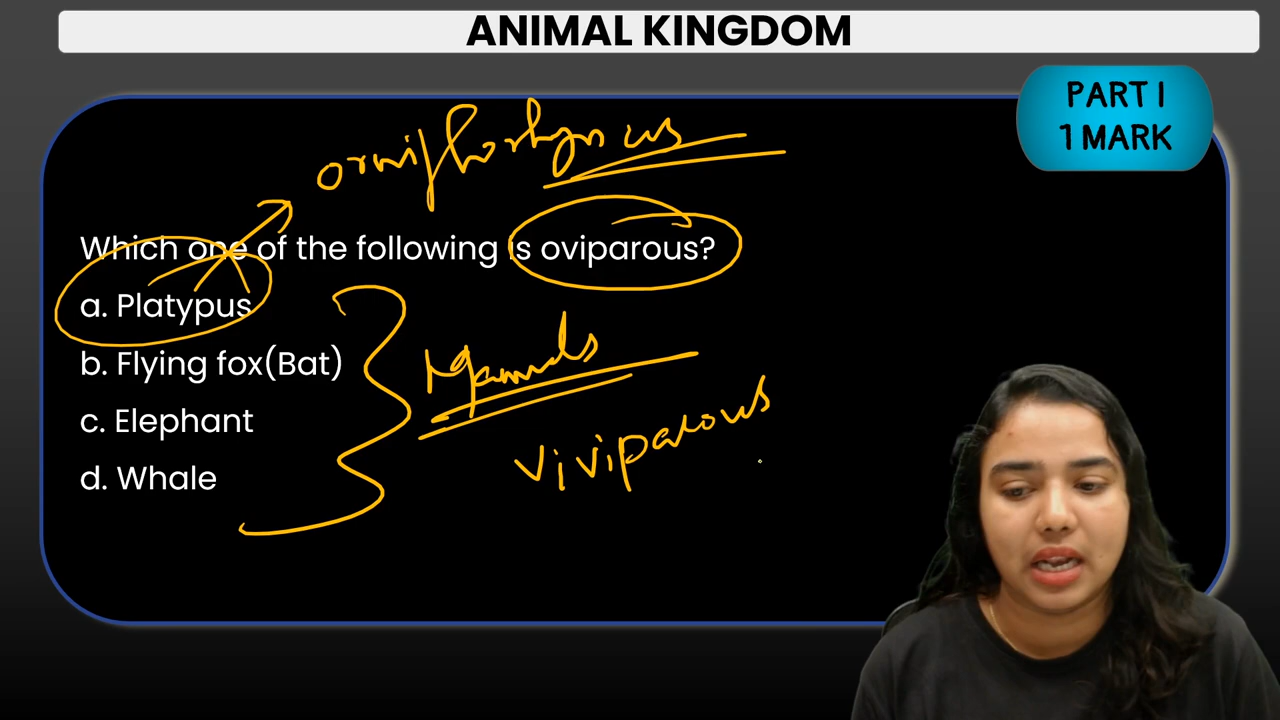 ANIMAL KINGDOM
PART I
1 MARK
ornithorhyncus
Which one of the following is oviparous?
a. Platypus
b. Flying fox(Bat)
c. Elephant
d. Whale
Mammals
Viviparous